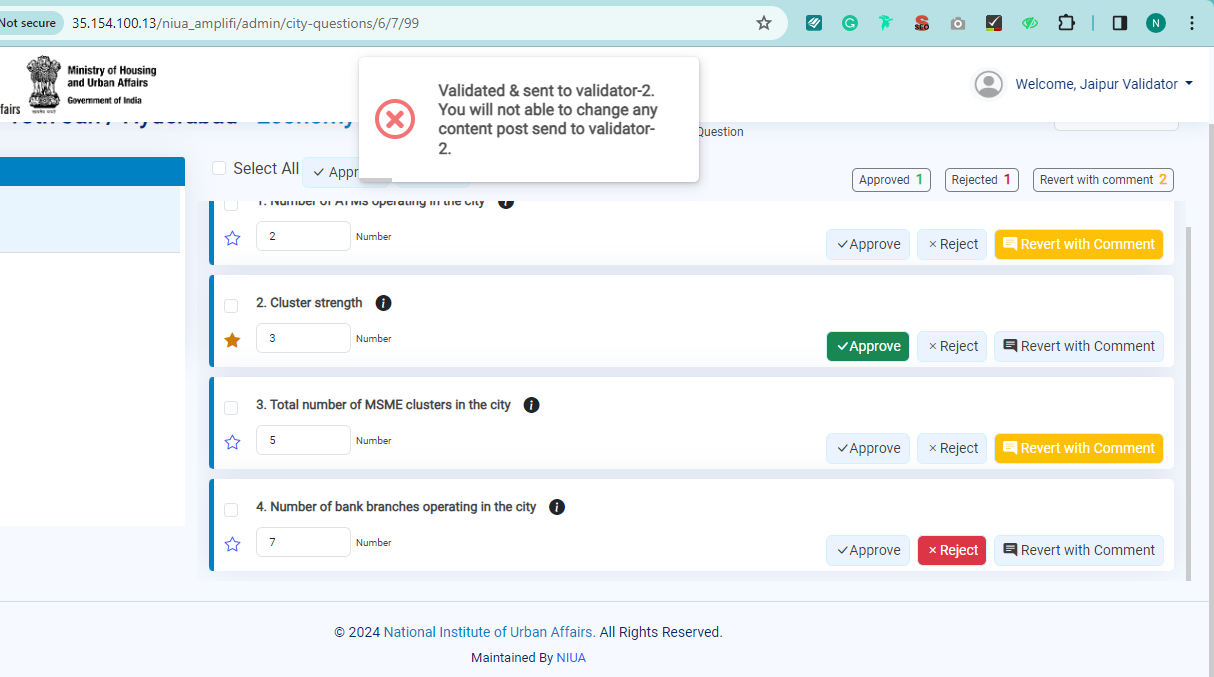 Not secure 35.154.100.13/niua_amplifi/admin/city-questions/6/7/99
N
Ministry of Housing
and Urban Affairs
Government of India
fairs
Validated & sent to validator-2.
You will not able to change any
content post send to validator-
2.
Welcome, Jaipur Validator
Question
Select All
Appr
Approved 1
Rejected 1
Revert with comment 2
1. Number of ATMs operating in the city
2 Number
Approve × Reject Revert with Comment
2. Cluster strength
3 Number
Approve × Reject Revert with Comment
3. Total number of MSME clusters in the city
5 Number
Approve × Reject Revert with Comment
4. Number of bank branches operating in the city
7 Number
Approve × Reject Revert with Comment
© 2024 National Institute of Urban Affairs. All Rights Reserved.
Maintained By NIUA